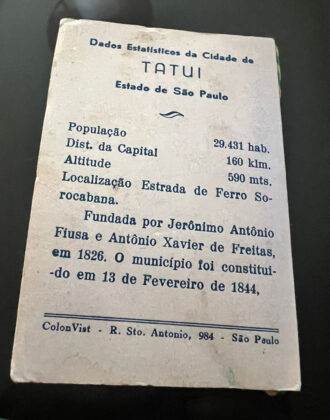 Dados Estatísticos da Cidade de
TATUI
Estado de São Paulo
População 29.431 hab.
Dist. da Capital 160 klm.
Altitude 590 mts.
Localização Estrada de Ferro So-
rocabana.
Fundada por Jerônimo Antônio
Fiusa e Antônio Xavier de Freitas,
em 1826. O município foi constitui-
-do em 13 de Fevereiro de 1844,
ColonVist - R. Sto. Antonio, 984 - São Paulo